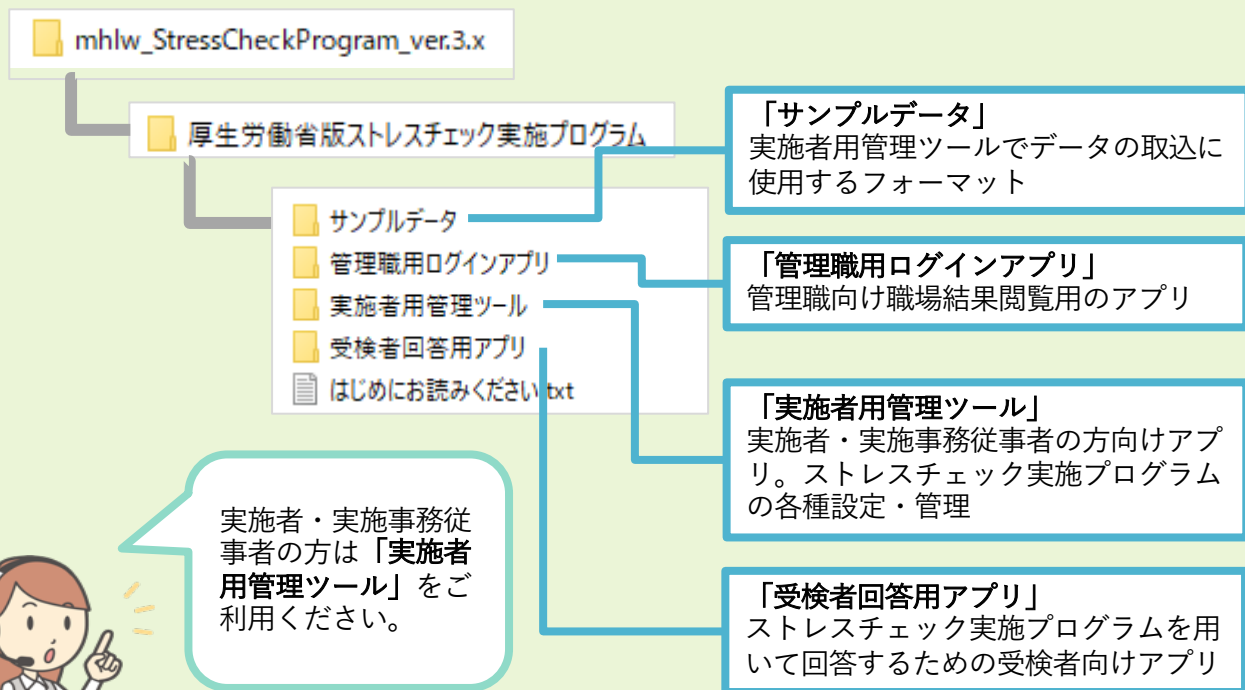 mhlw_StressCheckProgram_ver.3.x
厚生労働省版ストレスチェック実施プログラム
サンプルデータ
管理職用ログインアプリ
実施者用管理ツール
受検者回答用アプリ
はじめにお読みください.txt
「サンプルデータ」
実施者用管理ツールでデータの取込に
使用するフォーマット
「管理職用ログインアプリ」
管理職向け職場結果閲覧用のアプリ
「実施者用管理ツール」
実施者・実施事務従事者の方向けアプ
リ。ストレスチェック実施プログラム
の各種設定・管理
「受検者回答用アプリ」
ストレスチェック実施プログラムを用
いて回答するための受検者向けアプリ
実施者・実施事務従
事者の方は「実施者
用管理ツール」をご
利用ください。